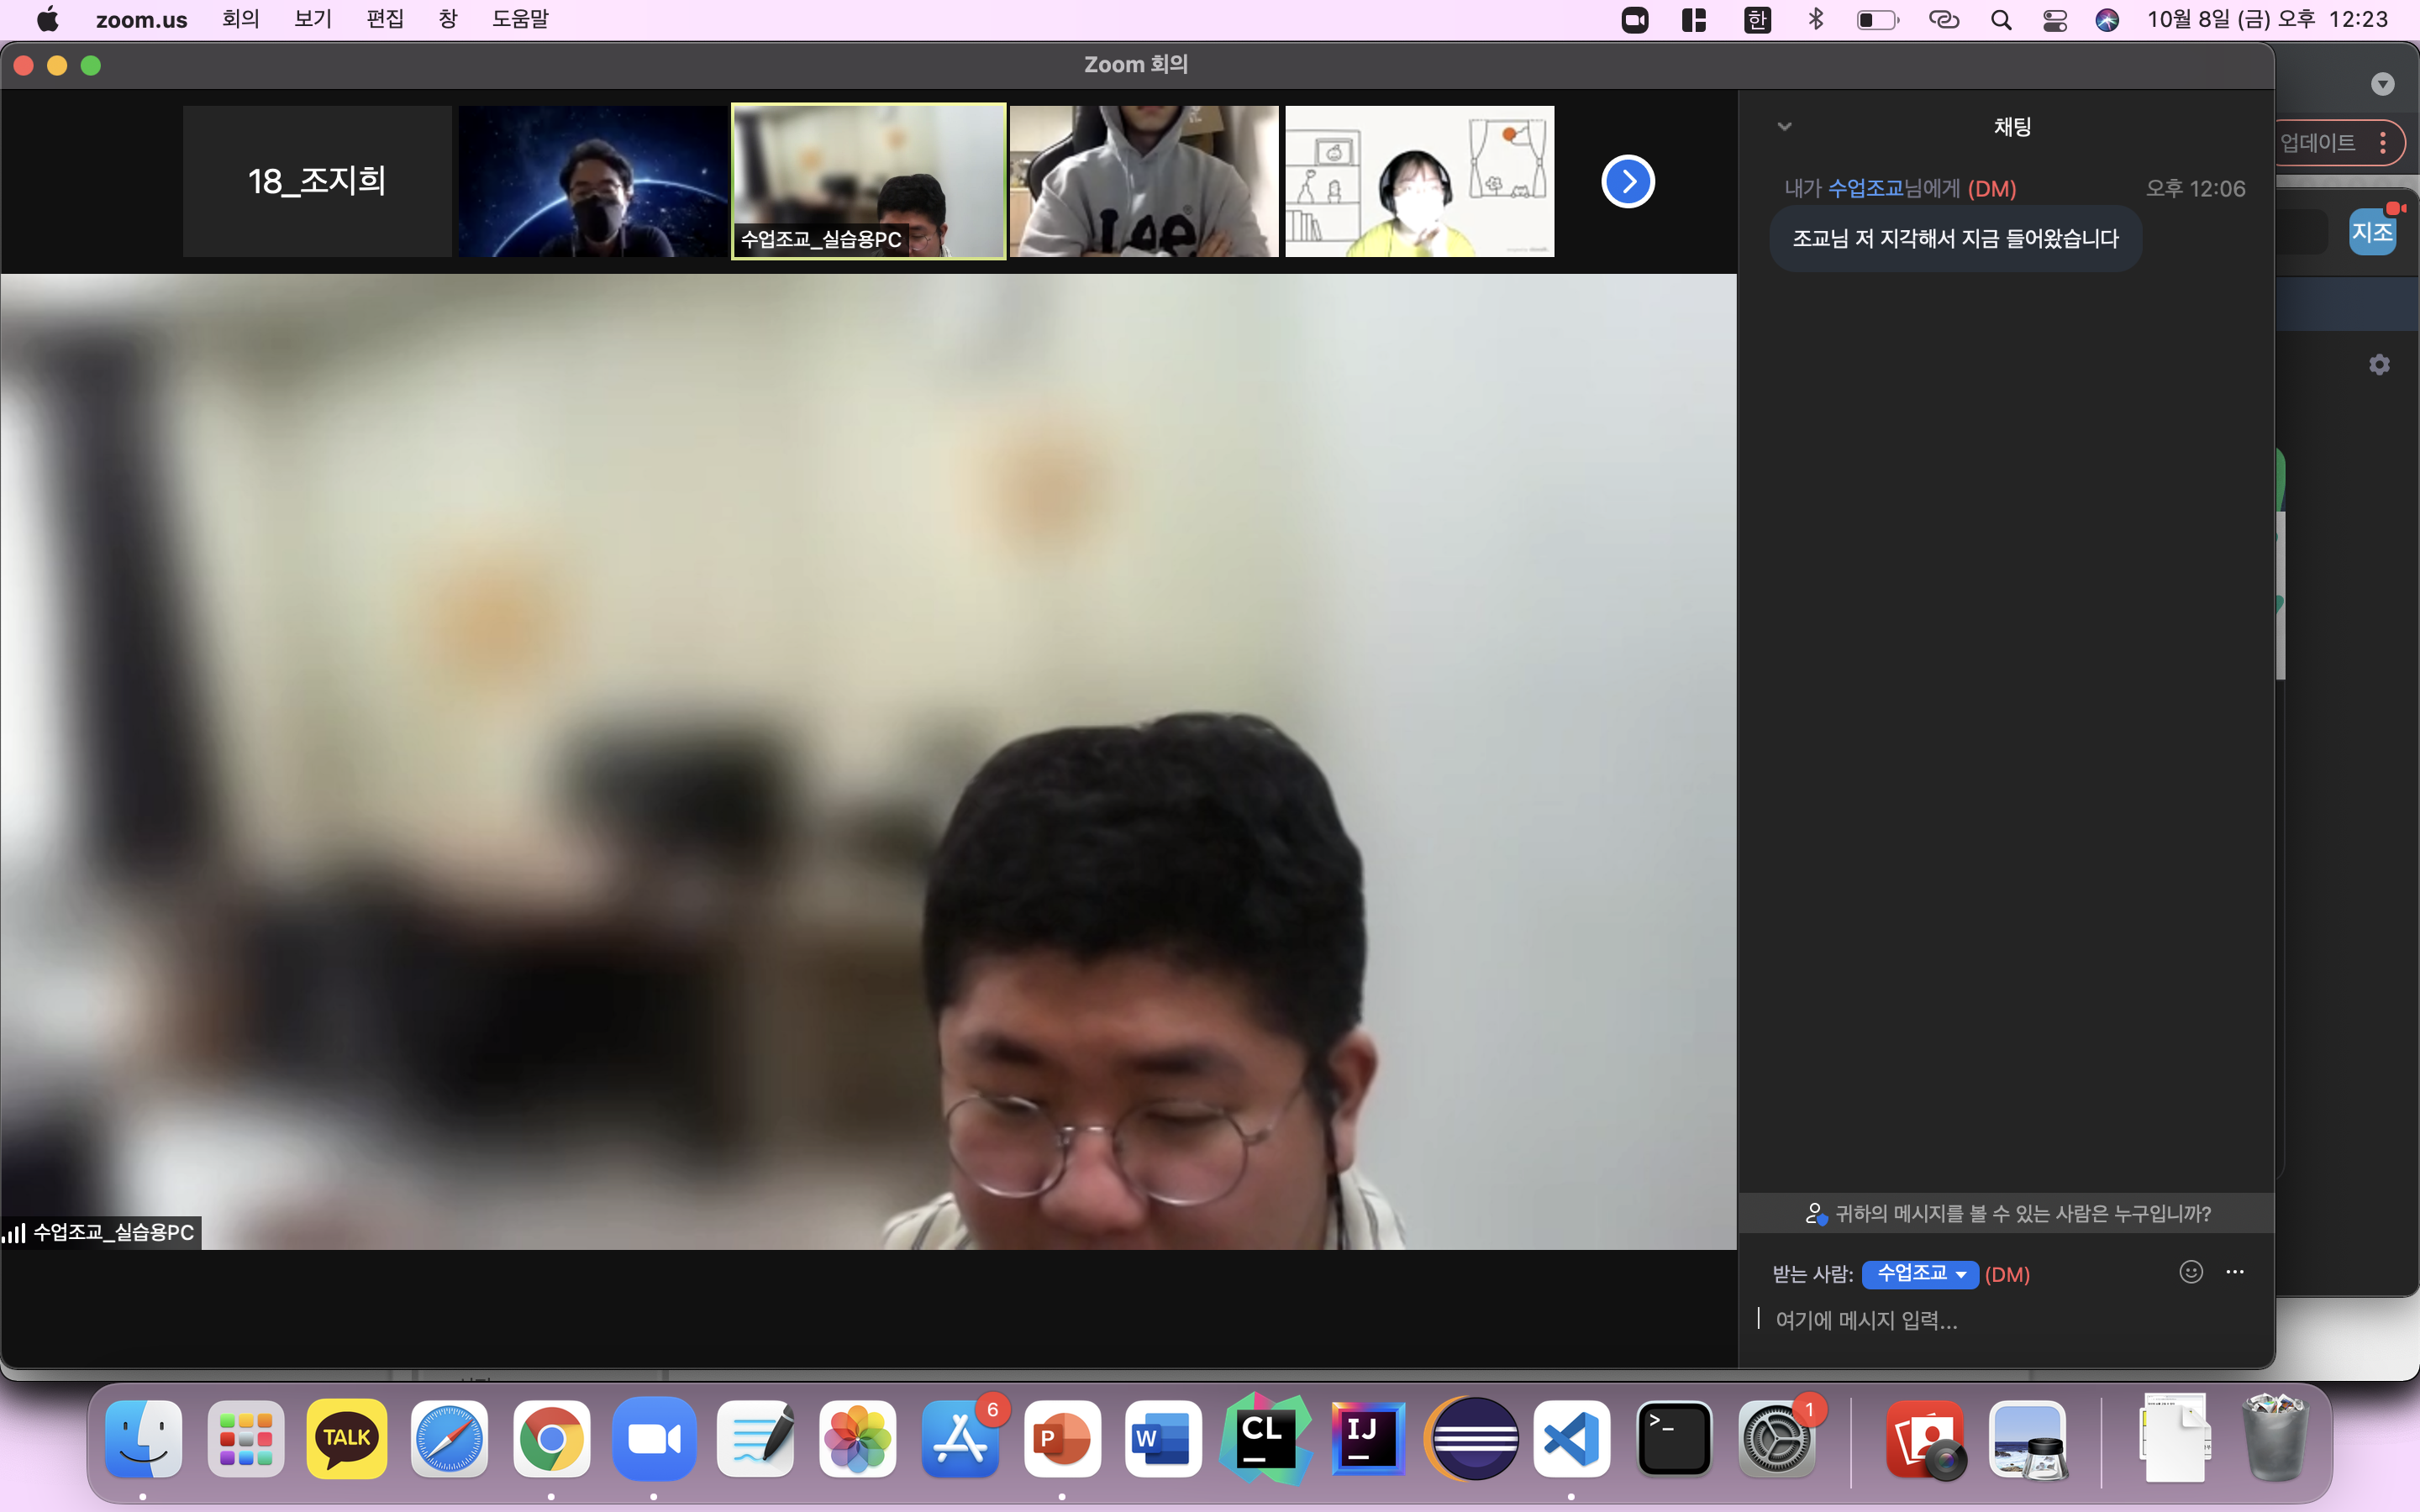 zoom.us 회의 보기 편집 창 도움말 한 10월 8일 (금) 오후 12:23
Zoom 회의
업데이트
18_조지희
수업조교_실습용PC
Lee
®
채팅
내가 수업조교님에게 (DM) 오후 12:06
조교님 저 지각해서 지금 들어왔습니다
지조
수업조교_실습용PC
귀하의 메시지를 볼 수 있는 사람은 누구입니까?
받는 사람: 수업조교 (DM)
여기에 메시지 입력...
TALK
6
P
W
CL
IJ
>_
1